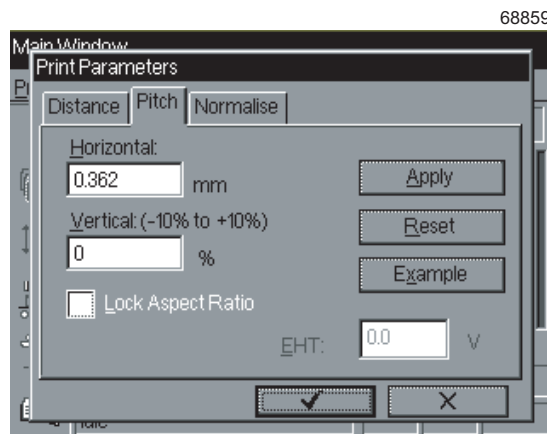 68859
Main Window
Print Parameters
Distance Pitch Normalise
Horizontal:
0.362 mm
Apply
Vertical: (-10% to +10%)
Reset
0 %
Example
Lock Aspect Ratio
EHT: 0.0 V